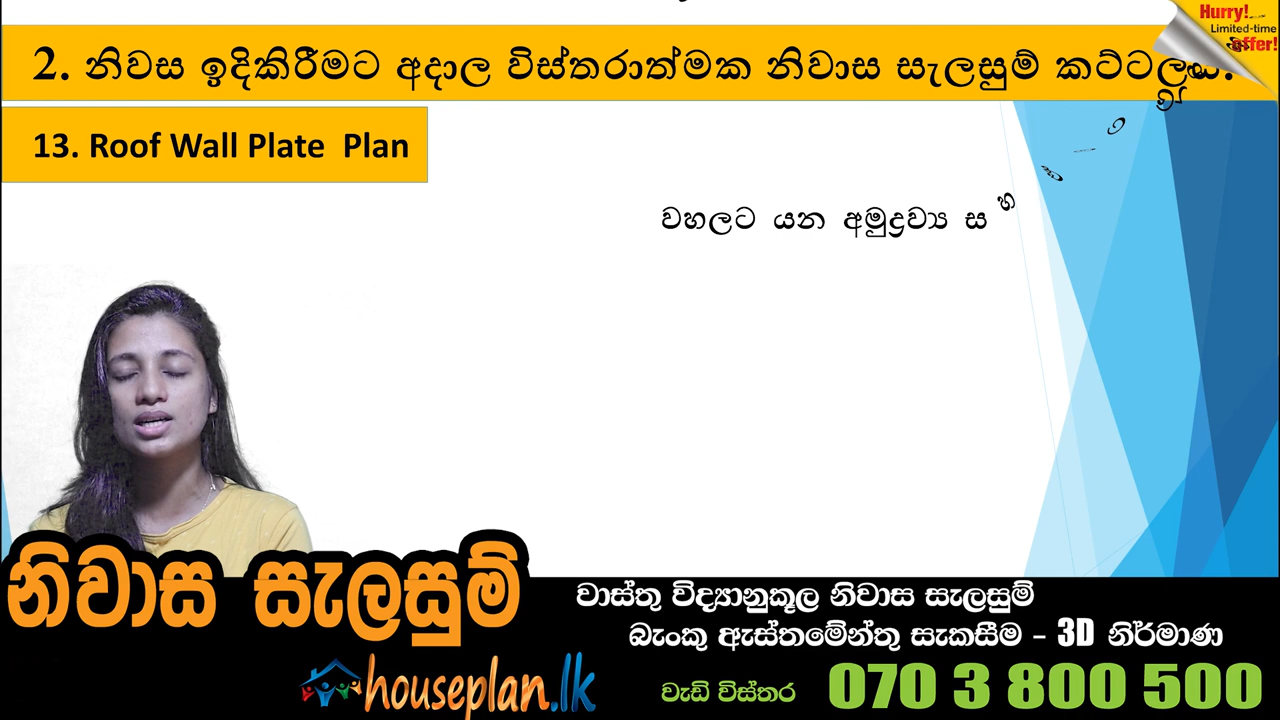 Hurry!
Limited-time
offer!
2. නිවස ඉදිකිරීමට අදාල විස්තරාත්මක නිවාස සැලසුම් කට්ටලය.
13. Roof Wall Plate Plan
වහලට යන අමුද්‍රව්‍ය ස හ
නිවාස සැලසුම්
වාස්තු විද්‍යානුකූල නිවාස සැලසුම්
බැංකු ඇස්තමේන්තු සැකසීම - 3D නිර්මාණ
houseplan.lk
වැඩි විස්තර 070 3 800 500